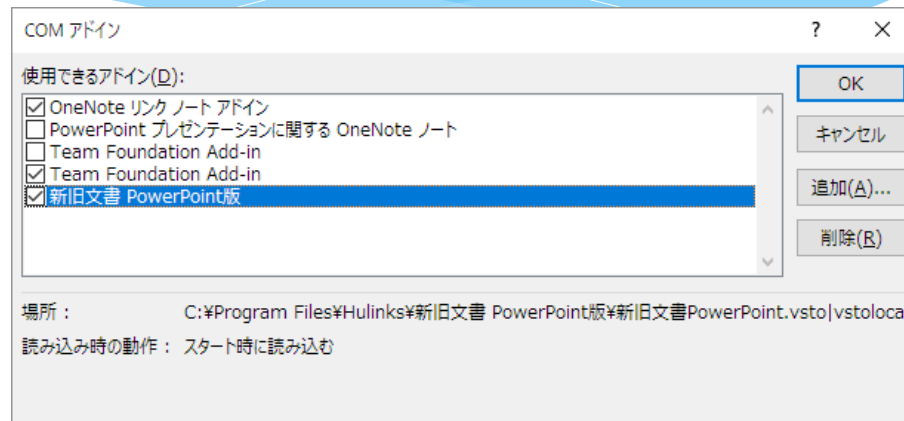 COM アドイン ? ×
使用できるアドイン(D):
OneNote リンク ノート アドイン
PowerPoint プレゼンテーションに関する OneNote ノート
Team Foundation Add-in
Team Foundation Add-in
新旧文書 PowerPoint版
OK
キャンセル
追加(A)...
削除(R)
場所： C:¥Program Files¥Hulinks¥新旧文書 PowerPoint版¥新旧文書PowerPoint.vsto|vstoloca
読み込み時の動作： スタート時に読み込む